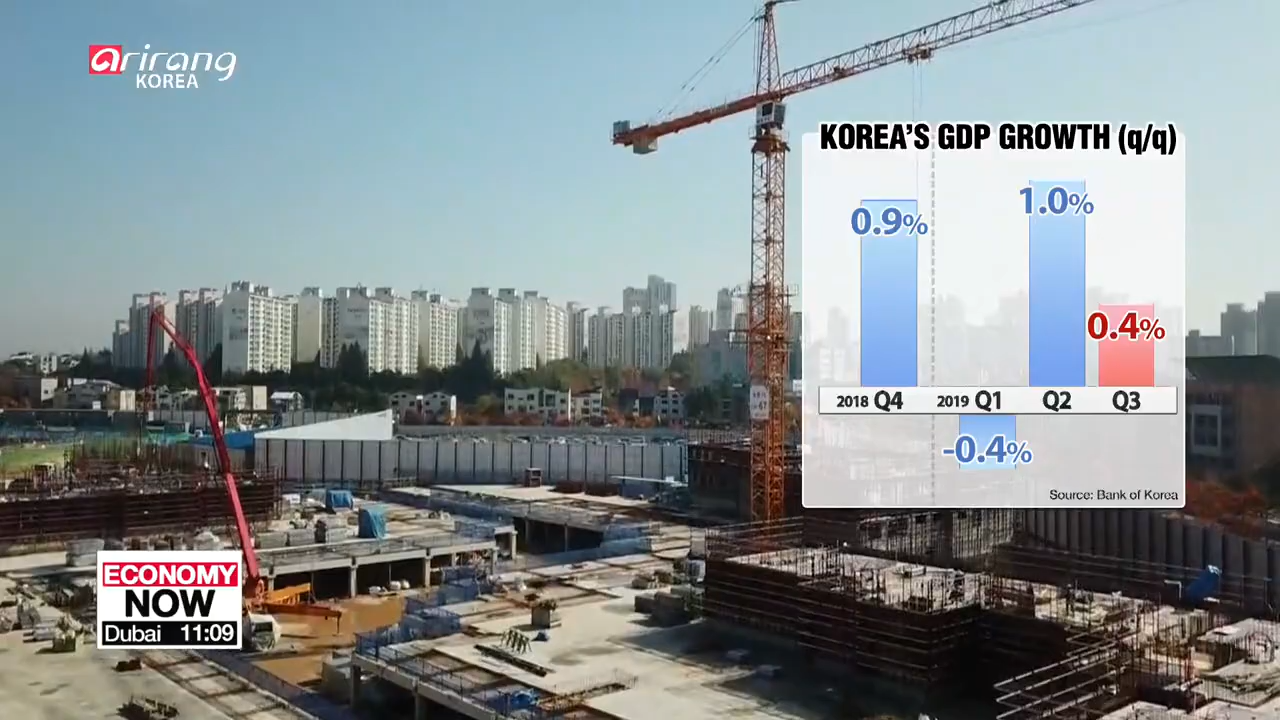 arirang
KOREA
KOREA'S GDP GROWTH (q/q)
0.9%
1.0%
0.4%
2018 Q4
2019 Q1
Q2
Q3
-0.4%
Source: Bank of Korea
ECONOMY
NOW
Dubai 11:09